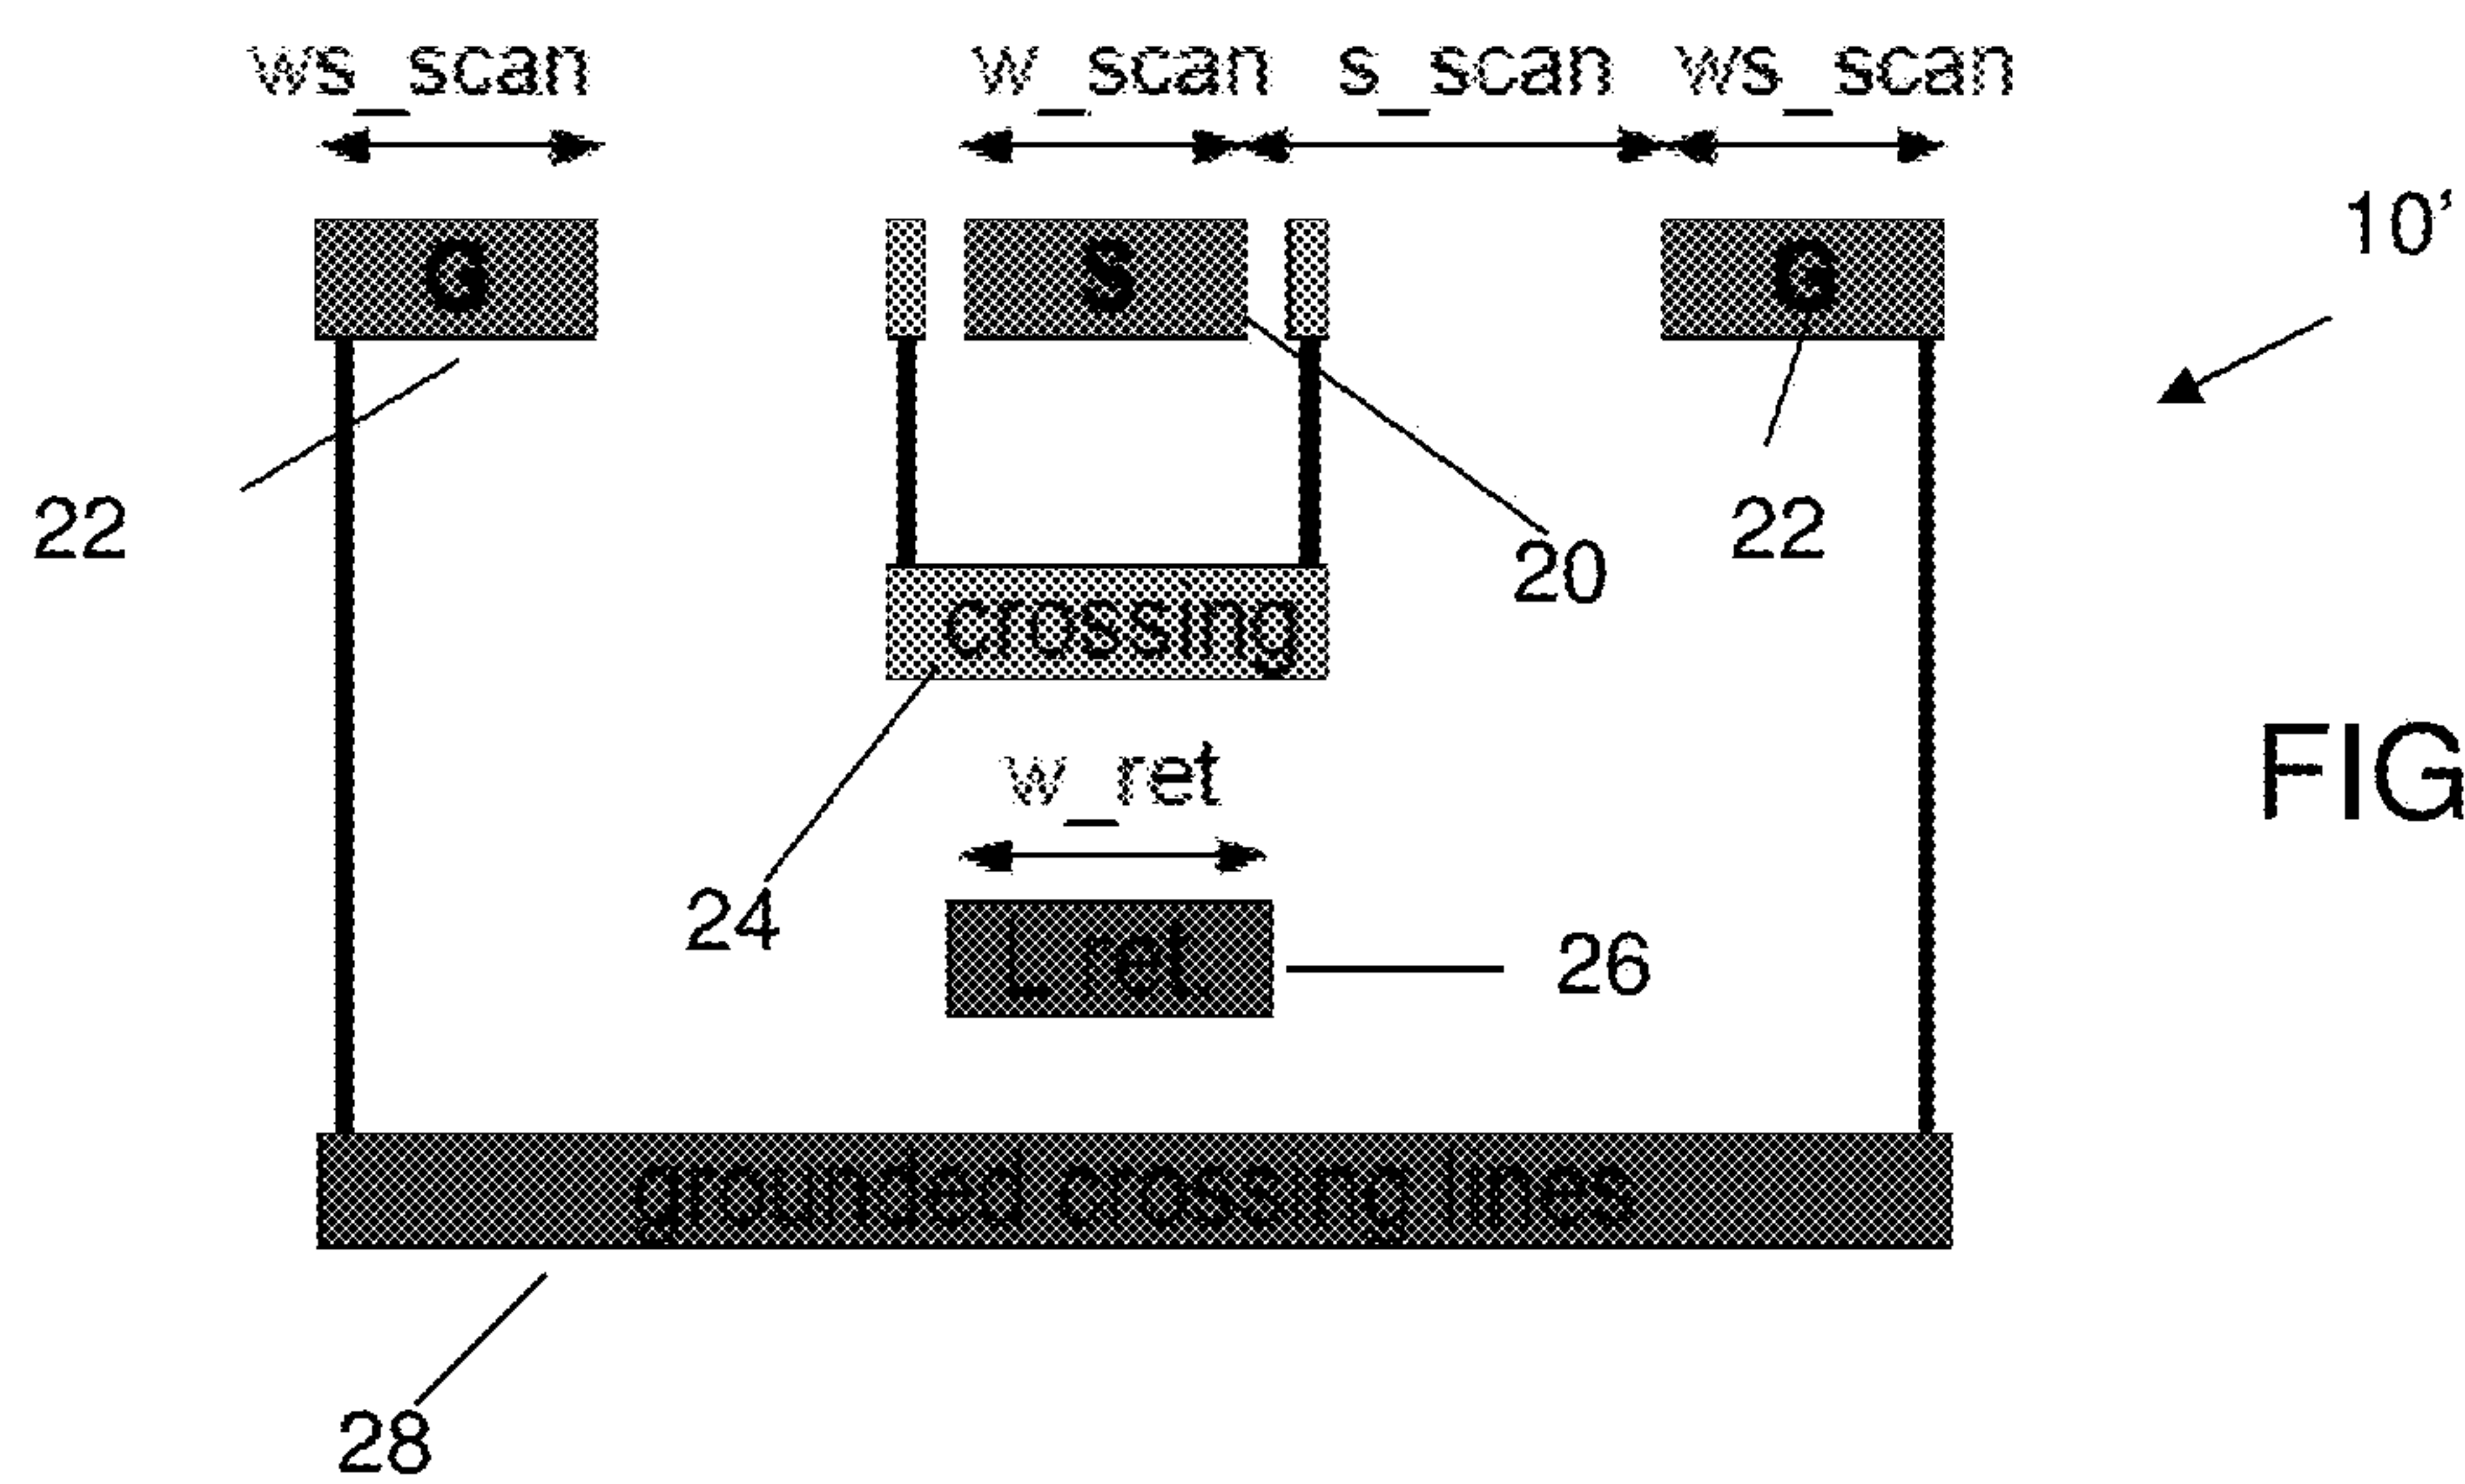 ws_scan w_scan s_scan ws_scan
10'
G S G
22 20 22
crossing
w_ret
FIG
24
L ret. 26
grounded crossing lines
28